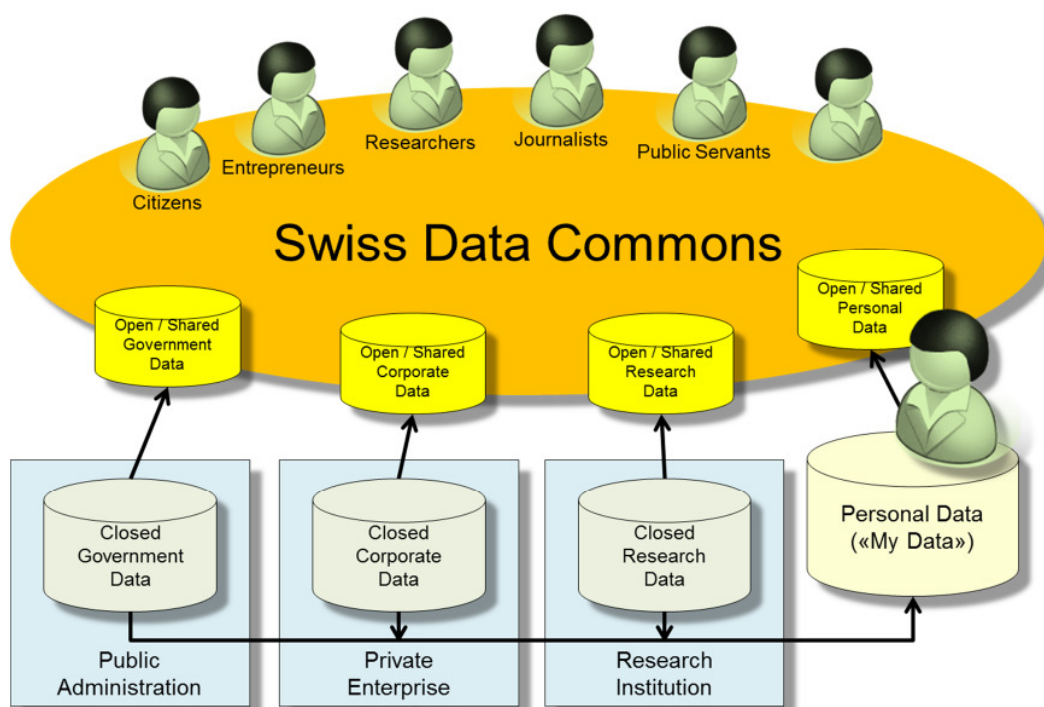 Citizens
Entrepreneurs
Researchers
Journalists
Public Servants
Swiss Data Commons
Open / Shared
Government
Data
Open / Shared
Corporate
Data
Open / Shared
Research
Data
Open / Shared
Personal
Data
Closed
Government
Data
Closed
Corporate
Data
Closed
Research
Data
Personal Data
(«My Data»)
Public
Administration
Private
Enterprise
Research
Institution